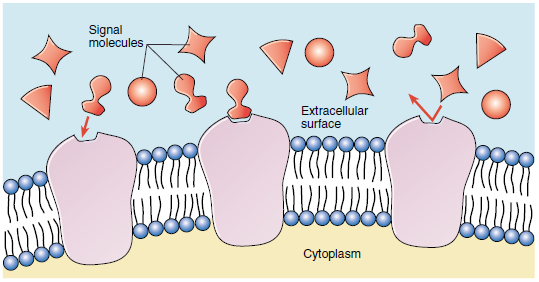 Signal
molecules
Extracellular
surface
Cytoplasm